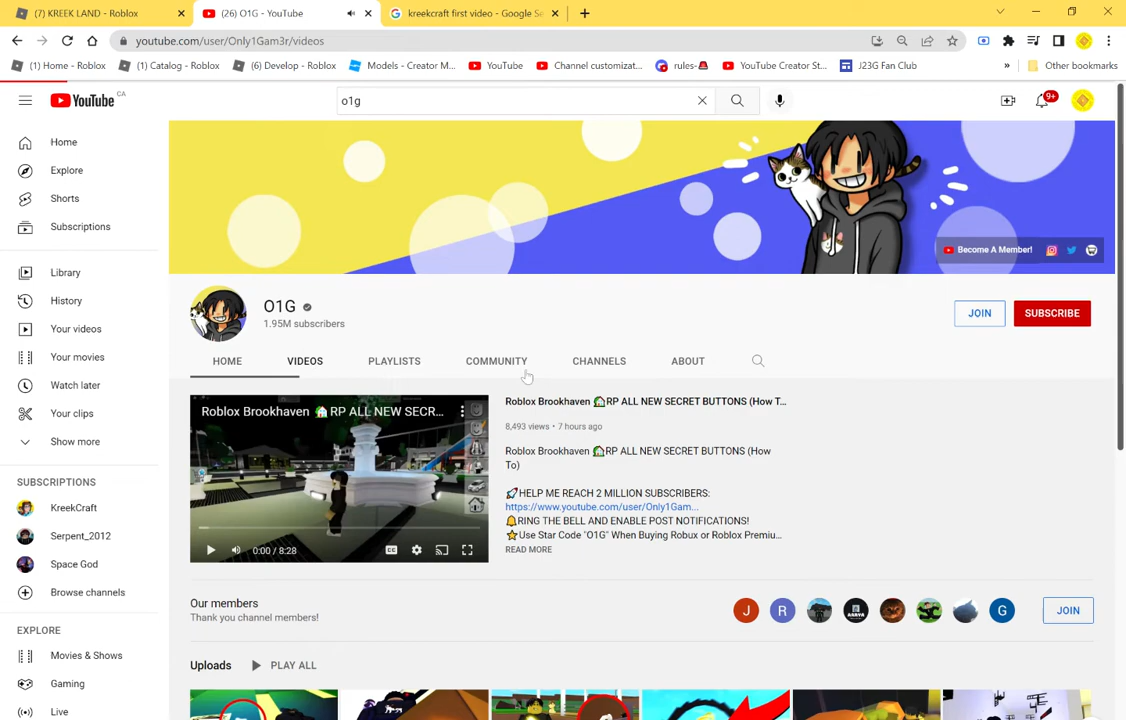 (7) KREEK LAND - Roblox
(26) O1G - YouTube
kreekcraft first video - Google Se
youtube.com/user/Only1Gam3r/videos
(1) Home - Roblox
(1) Catalog - Roblox
(6) Develop - Roblox
Models - Creator M...
YouTube
Channel customizat...
rules-🚨
YouTube Creator St...
J23G Fan Club
»
Other bookmarks
YouTube CA
o1g
9+
Home
Explore
Shorts
Subscriptions
Library
History
Your videos
Your movies
Watch later
Your clips
Show more
SUBSCRIPTIONS
KreekCraft
Serpent_2012
Space God
Browse channels
EXPLORE
Movies & Shows
Gaming
Live
Become A Member!
O1G
1.95M subscribers
JOIN
SUBSCRIBE
HOME
VIDEOS
PLAYLISTS
COMMUNITY
CHANNELS
ABOUT
Roblox Brookhaven 🏠RP ALL NEW SECR...
0:00 / 8:28
Roblox Brookhaven 🏠RP ALL NEW SECRET BUTTONS (How T...
8,493 views • 7 hours ago
Roblox Brookhaven 🏠RP ALL NEW SECRET BUTTONS (How
To)
🚀HELP ME REACH 2 MILLION SUBSCRIBERS:
https://www.youtube.com/user/Only1Gam...
🔔RING THE BELL AND ENABLE POST NOTIFICATIONS!
⭐Use Star Code "O1G" When Buying Robux or Roblox Premiu...
READ MORE
Our members
Thank you channel members!
J
R
G
JOIN
Uploads
PLAY ALL